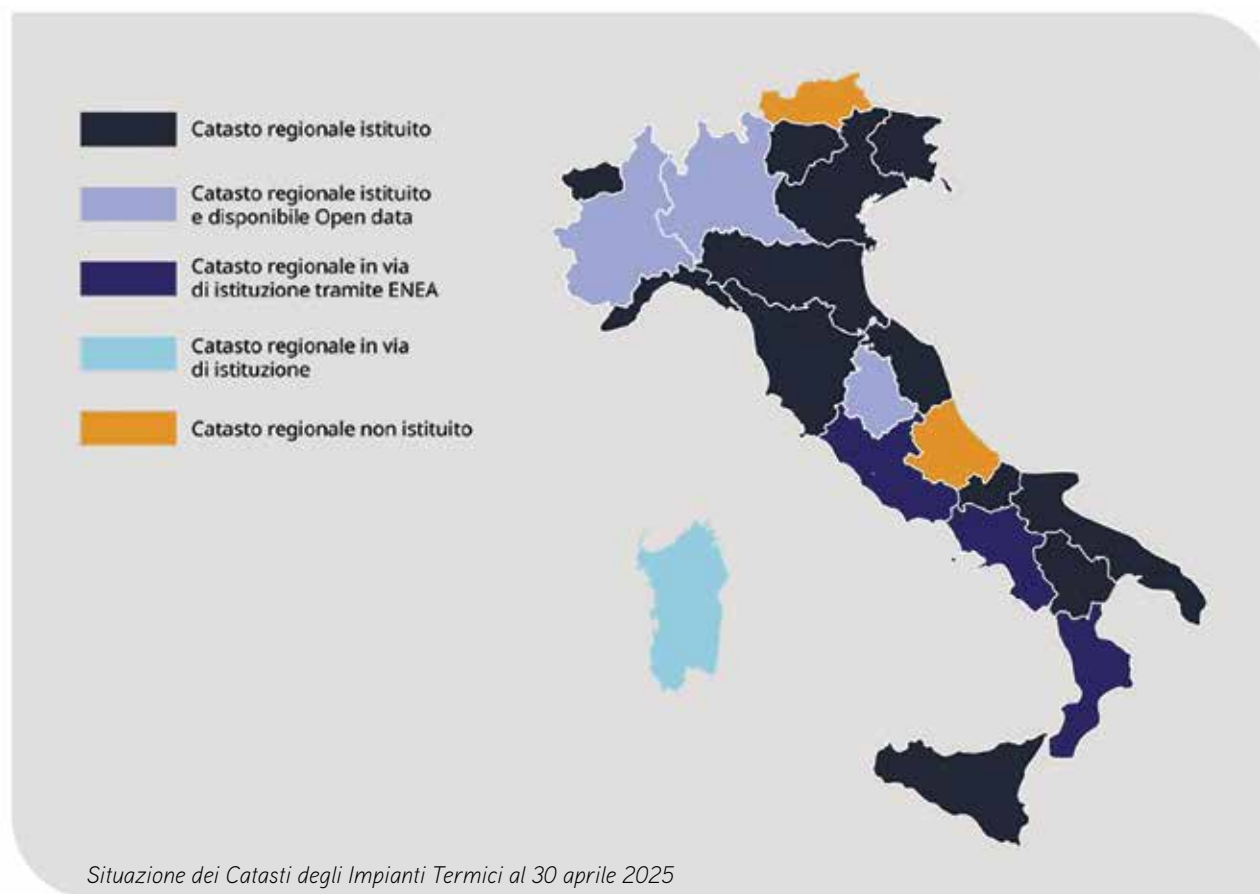 Catasto regionale istituito
Catasto regionale istituito
e disponibile Open data
Catasto regionale in via
di istituzione tramite ENEA
Catasto regionale in via
di istituzione
Catasto regionale non istituito
Situazione dei Catasti degli Impianti Termici al 30 aprile 2025